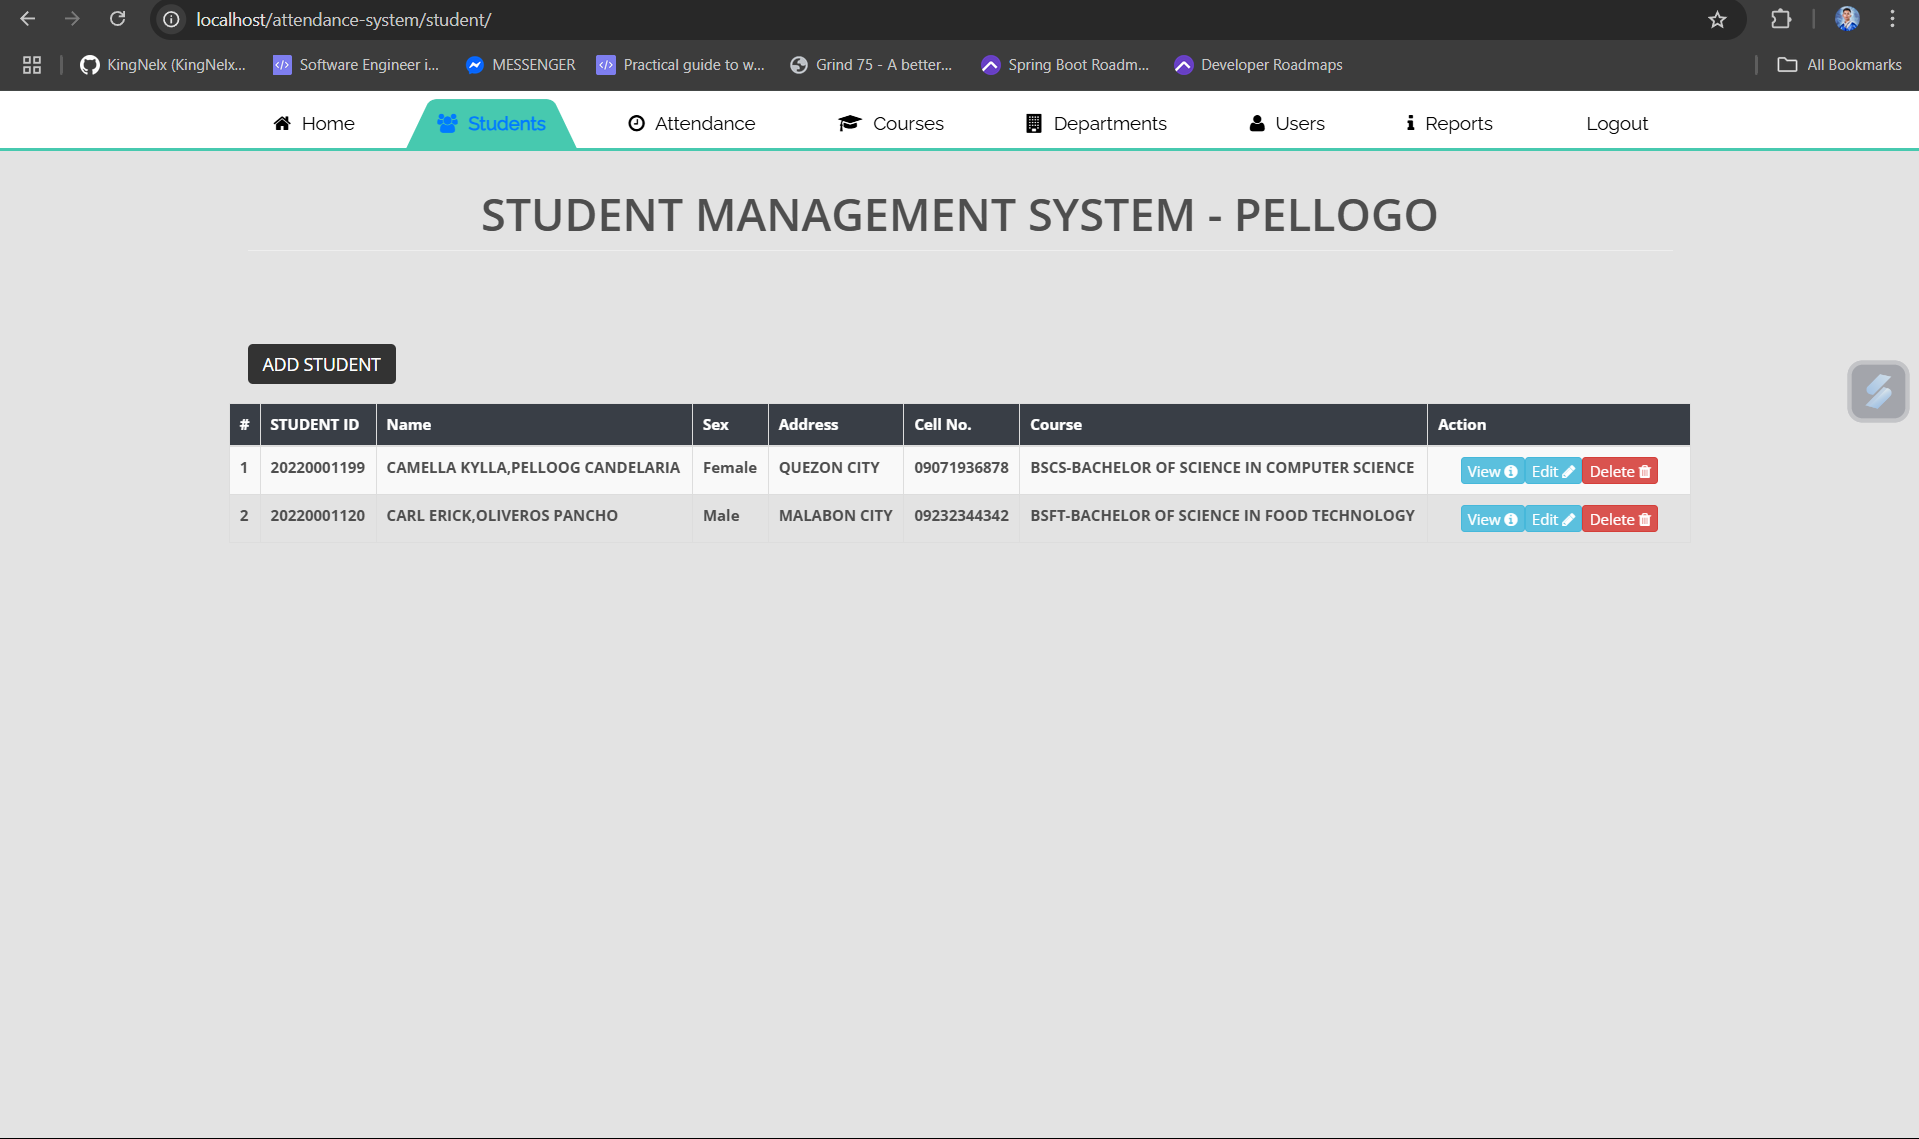 localhost/attendance-system/student/
KingNelx (KingNelx... Software Engineer i... MESSENGER Practical guide to w... Grind 75 - A better... Spring Boot Roadm... Developer Roadmaps All Bookmarks
Home Students Attendance Courses Departments Users Reports Logout
STUDENT MANAGEMENT SYSTEM - PELLOGO
ADD STUDENT
# STUDENT ID Name Sex Address Cell No. Course Action
1 20220001199 CAMELLA KYLLA,PELLOOG CANDELARIA Female QUEZON CITY 09071936878 BSCS-BACHELOR OF SCIENCE IN COMPUTER SCIENCE View Edit Delete
2 20220001120 CARL ERICK,OLIVEROS PANCHO Male MALABON CITY 09232344342 BSFT-BACHELOR OF SCIENCE IN FOOD TECHNOLOGY View Edit Delete